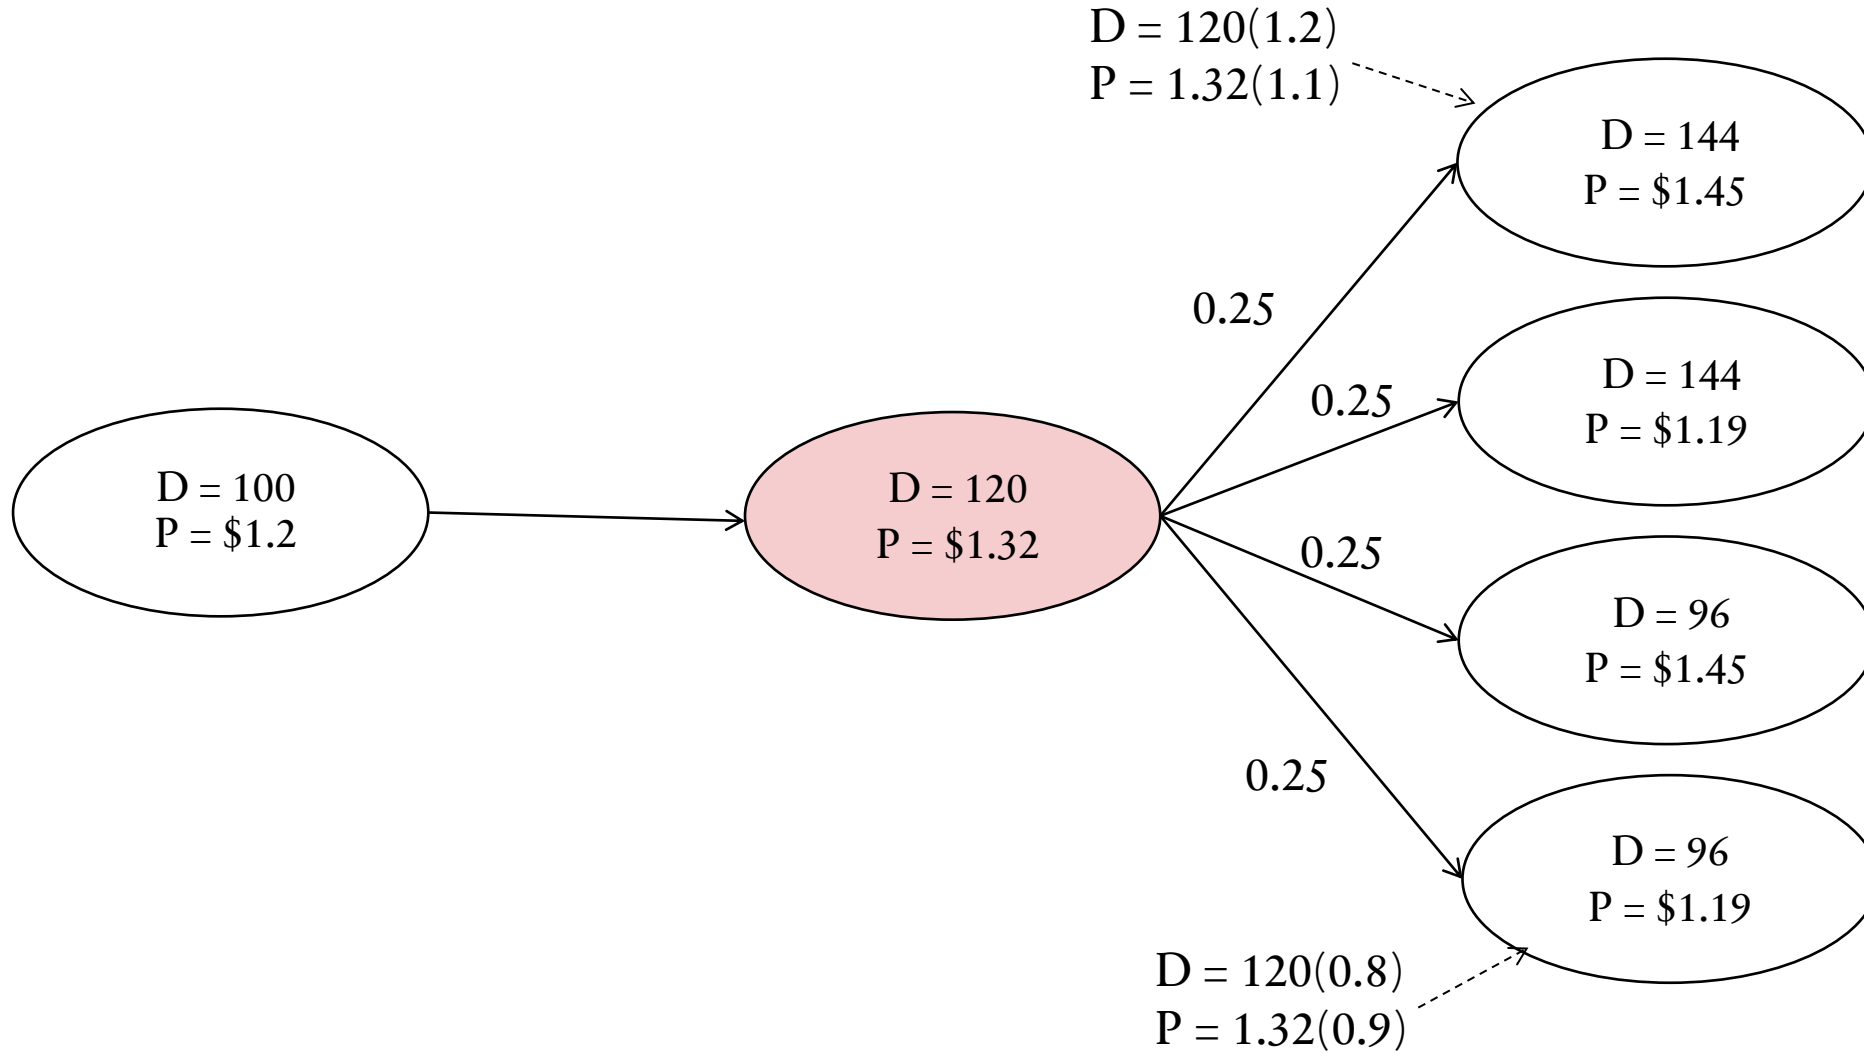 D = 120(1.2)
P = 1.32(1.1)
D = 144
P = $1.45
0.25
D = 144
P = $1.19
0.25
D = 100
P = $1.2
D = 120
P = $1.32
0.25
D = 96
P = $1.45
0.25
D = 96
P = $1.19
D = 120(0.8)
P = 1.32(0.9)